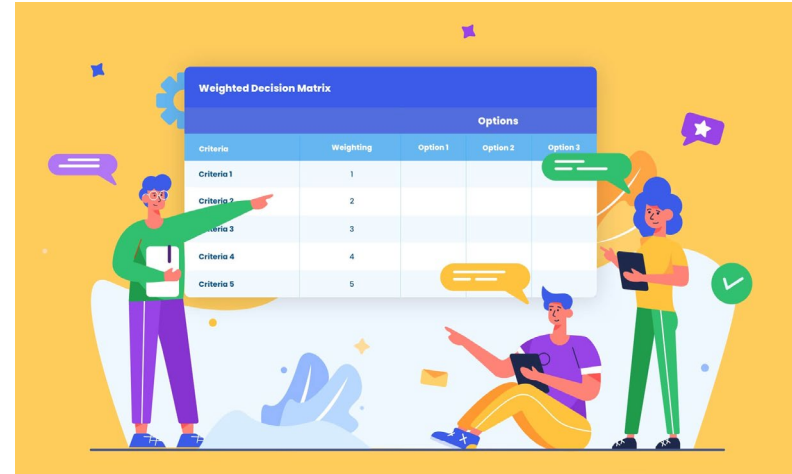 Weighted Decision Matrix
Options
Criteria Weighting Option 1 Option 2 Option 3
Criteria 1 1
Criteria 2 2
Criteria 3 3
Criteria 4 4
Criteria 5 5